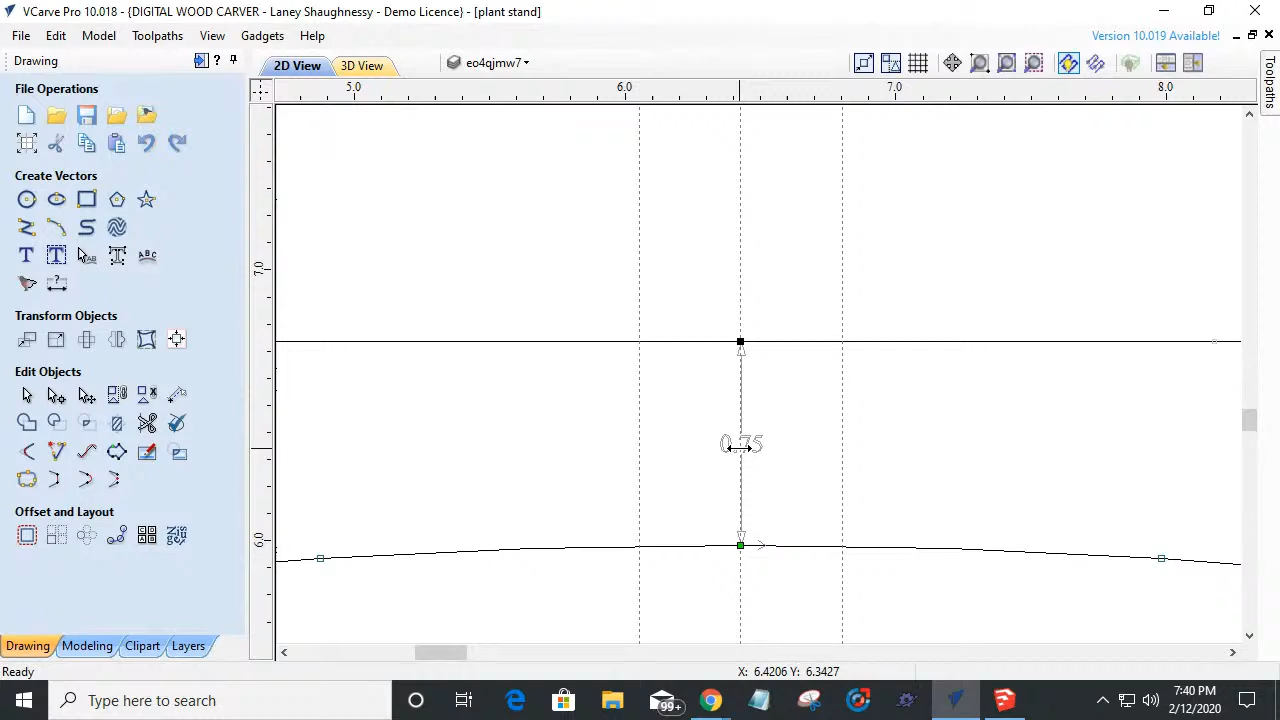 VCarve Pro 10.018 - {DIGITAL WOOD CARVER - Laney Shaughnessy - Demo Licence} - [plant stand]
File Edit Model Toolpaths View Gadgets Help
Version 10.019 Available!
Drawing
?
2D View
3D View
eo4qjmw7
Toolpaths
File Operations
Create Vectors
Transform Objects
Edit Objects
Offset and Layout
5.0 6.0 7.0 8.0
7.0
6.0
0.75
Drawing Modeling Clipart Layers
Ready
X: 6.4206 Y: 6.3427
Type here to search
99+
7:40 PM
2/12/2020